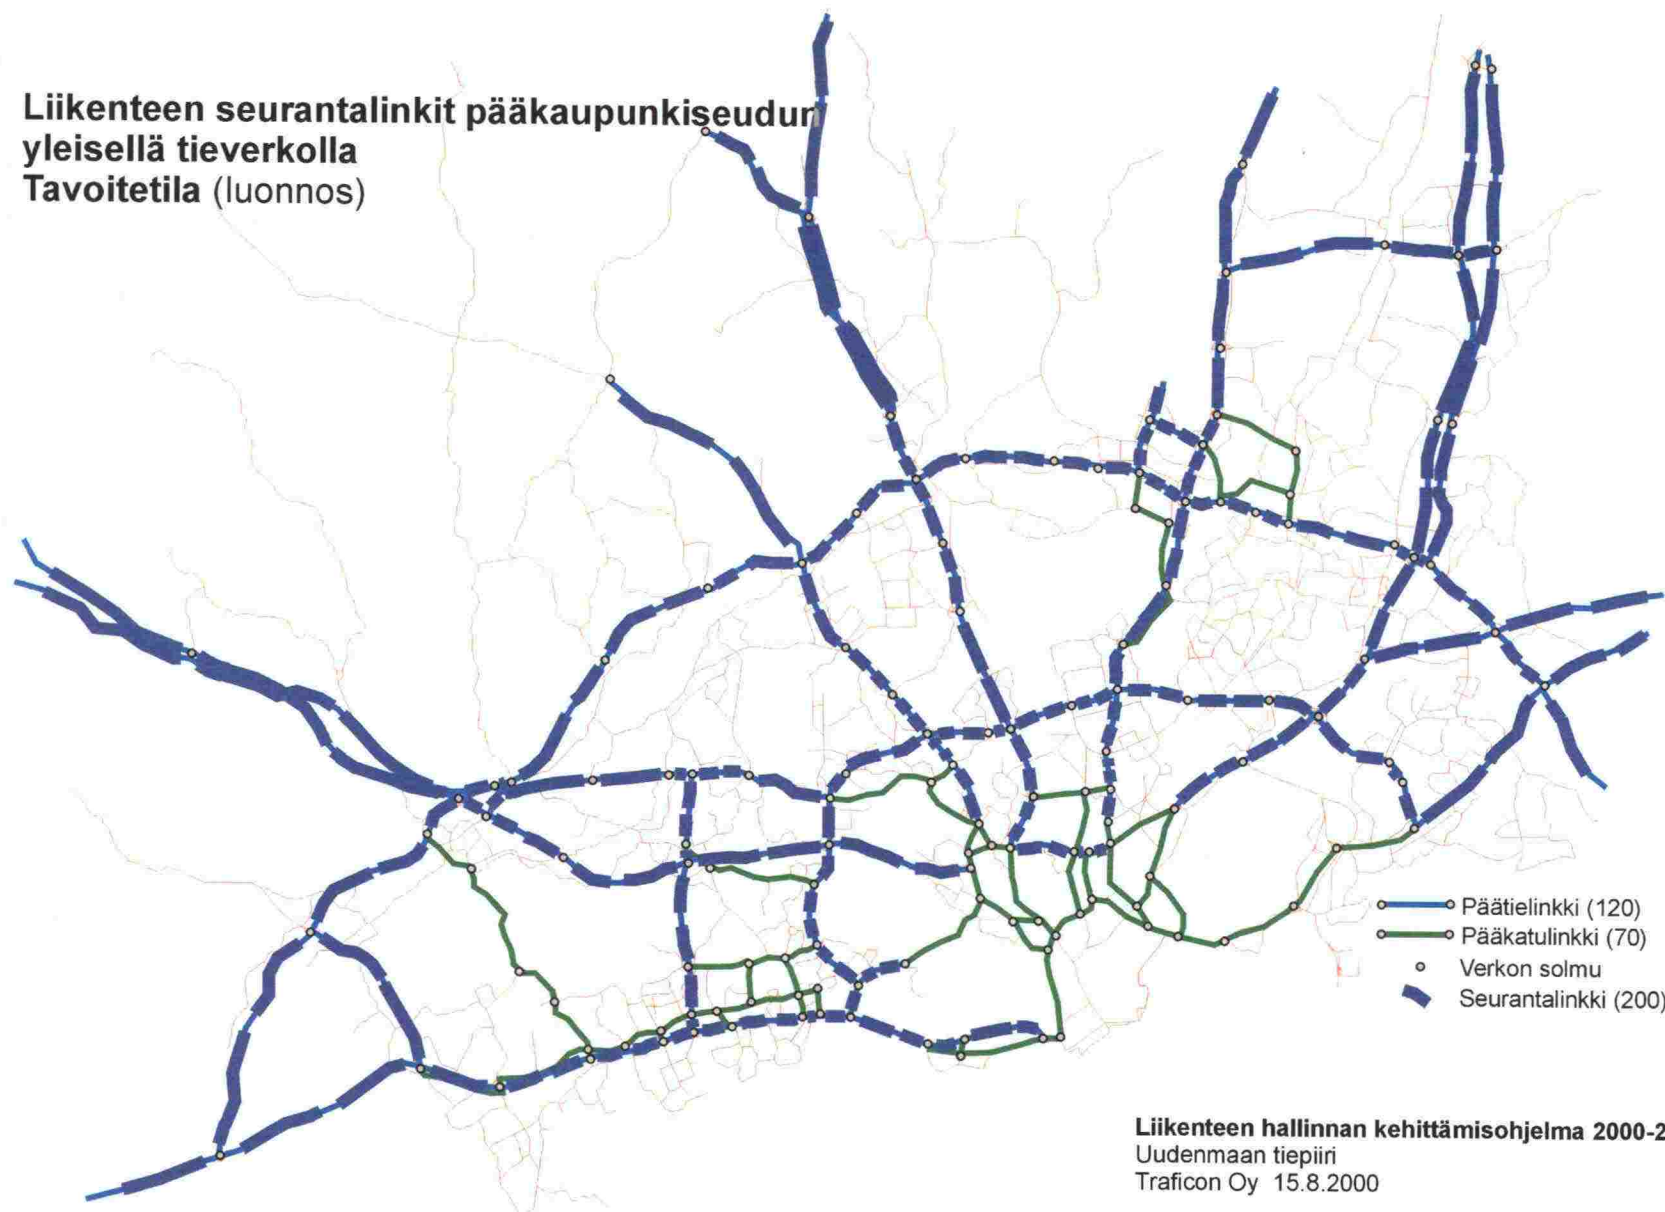 Liikenteen seurantalinkit pääkaupunkiseudun
yleisellä tieverkolla
Tavoitetila (luonnos)
Päätielinkki (120)
Pääkatulinkki (70)
Verkon solmu
Seurantalinkki (200)
Liikenteen hallinnan kehittämisohjelma 2000-2
Uudenmaan tiepiiri
Traficon Oy 15.8.2000